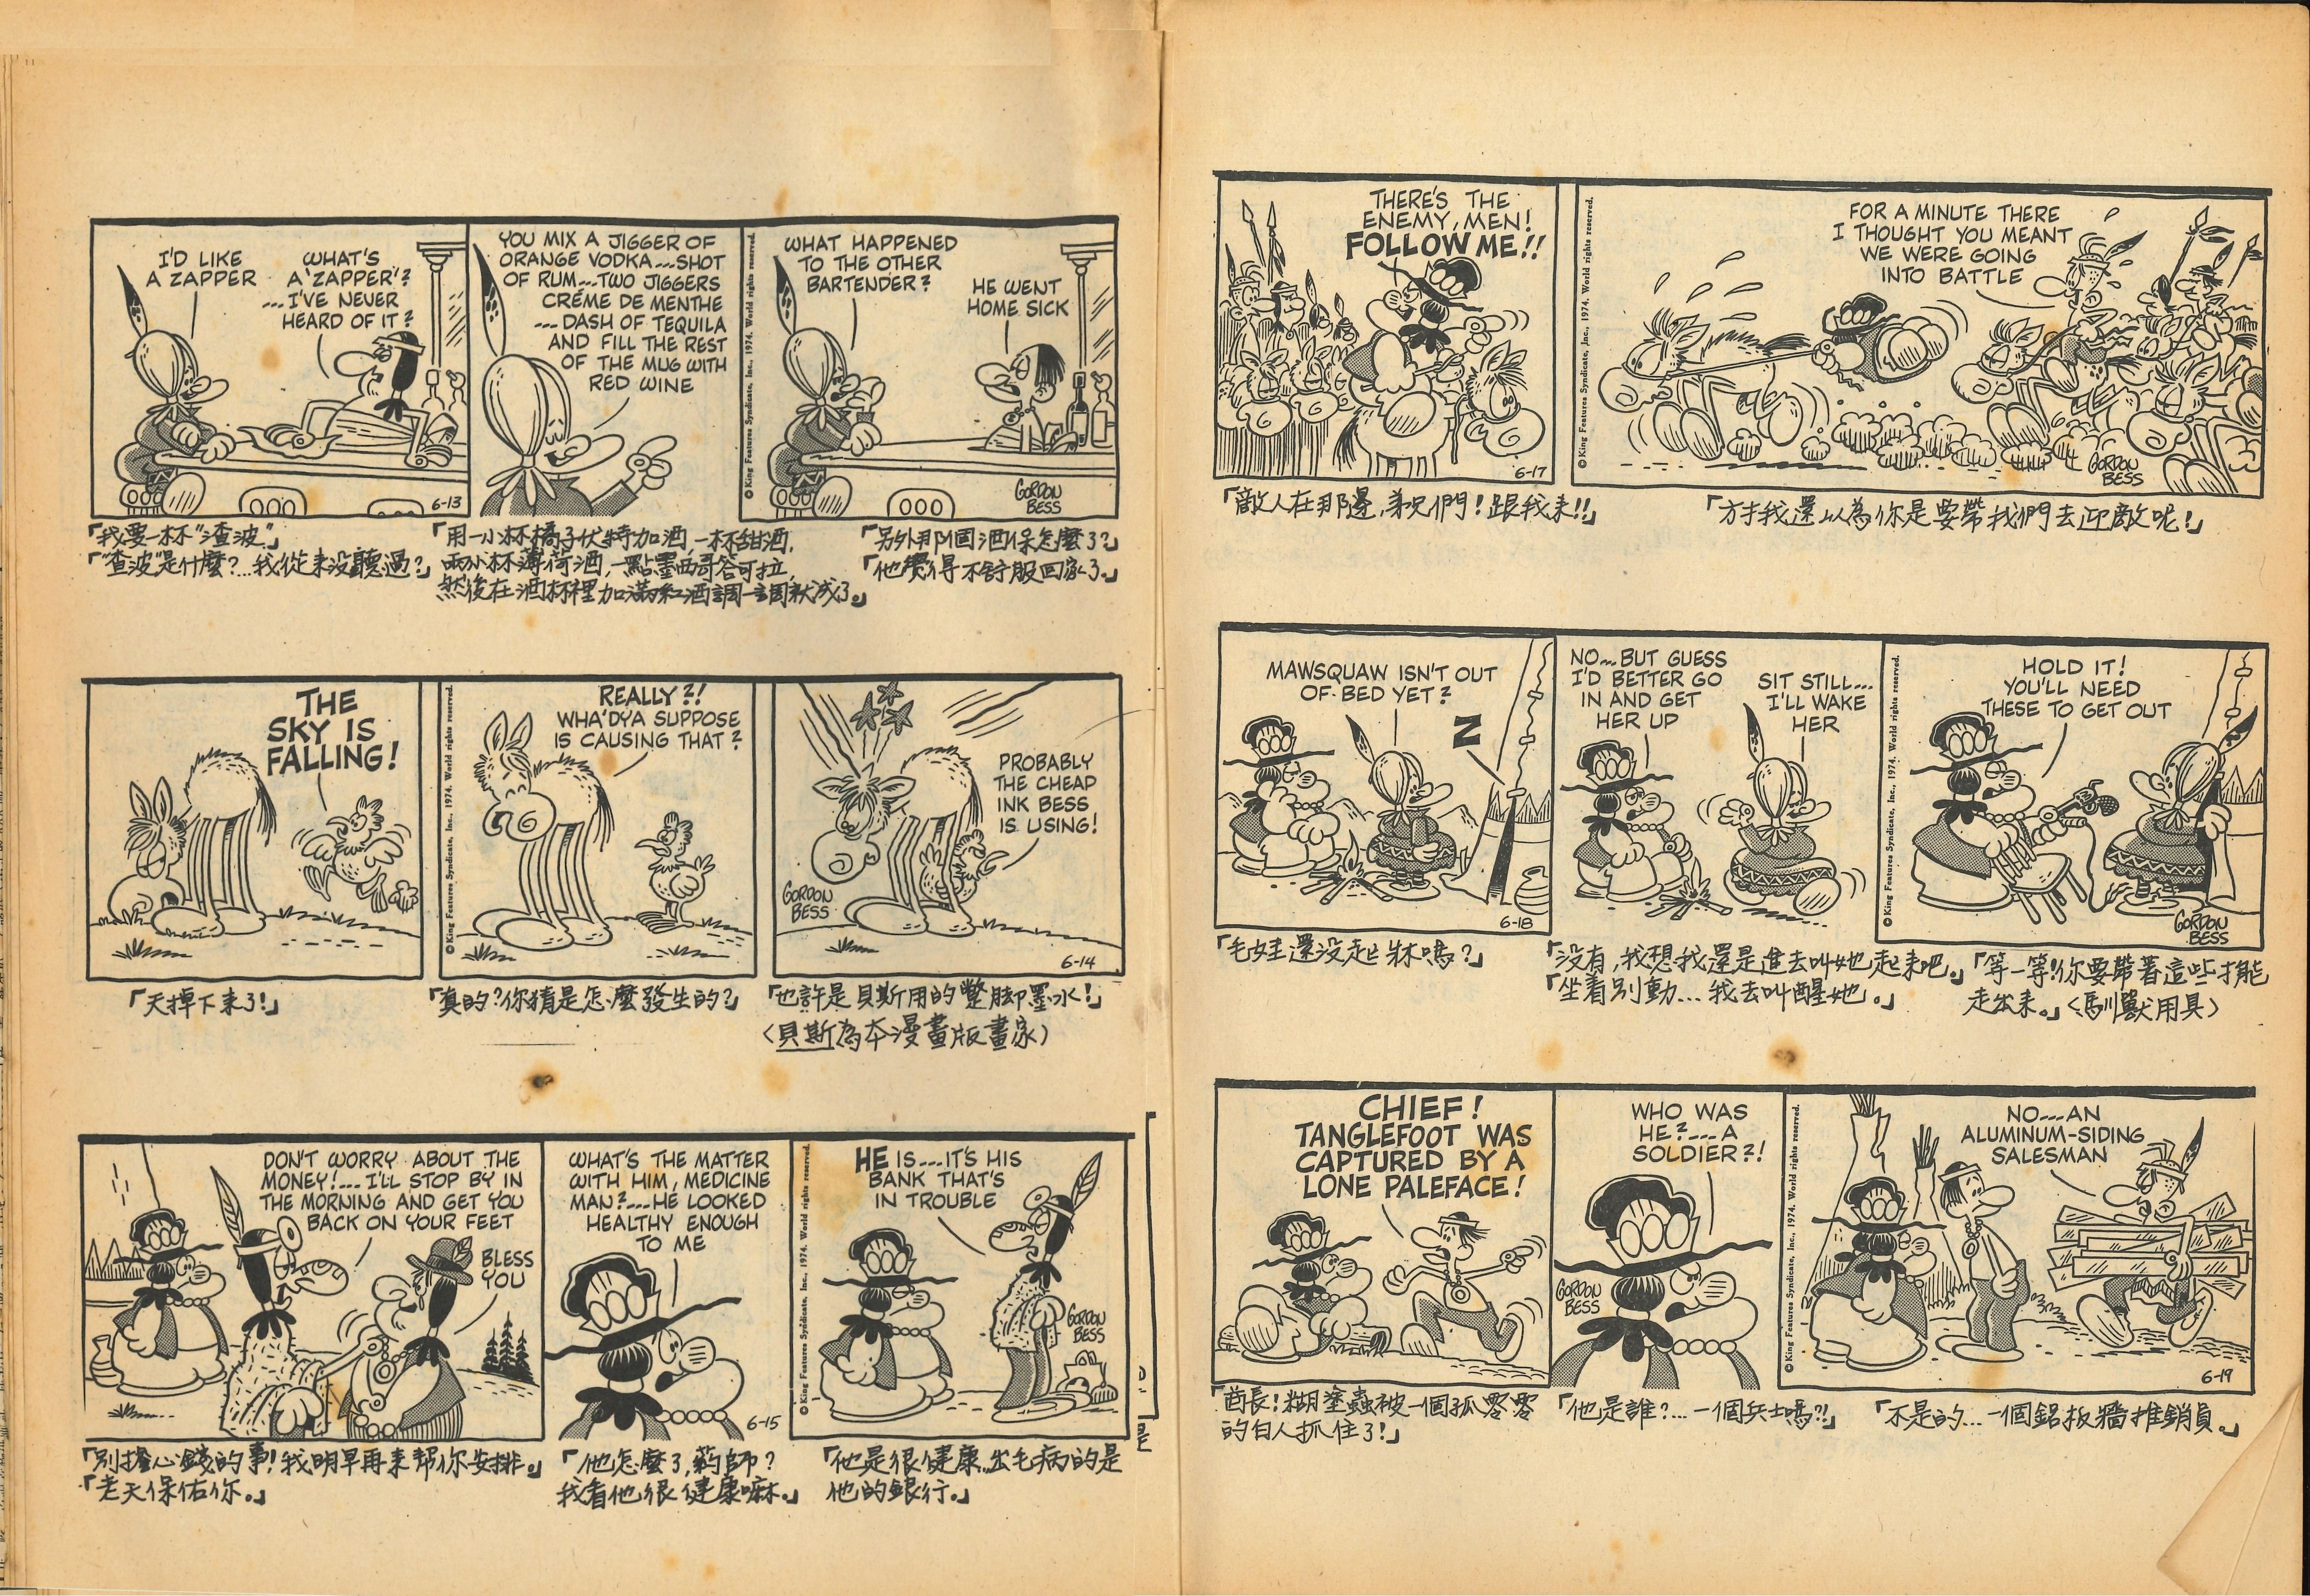 I'D LIKE
A ZAPPER
WHAT'S
A 'ZAPPER'?
...I'VE NEVER
HEARD OF IT?
6-13
YOU MIX A JIGGER OF
ORANGE VODKA...SHOT
OF RUM...TWO JIGGERS
CRÉME DE MENTHE
...DASH OF TEQUILA
AND FILL THE REST
OF THE MUG WITH
RED WINE
© King Features Syndicate, Inc., 1974. World rights reserved.
WHAT HAPPENED
TO THE OTHER
BARTENDER?
HE WENT
HOME SICK
GORDON
BESS
「我要一杯"渣波"」
「"渣波"是什麼?...我從来没聽過?」
「用一小杯橘子伏特加酒,一杯甜酒,
兩小杯薄荷酒,一點墨西哥答可拉,
然後在酒杯裡加滿紅酒調一調就成了。」
「另外那個酒保怎麼了?」
「他覺得不舒服回家了。」
THE
SKY IS
FALLING!
© King Features Syndicate, Inc., 1974. World rights reserved.
REALLY?!
WHA'DYA SUPPOSE
IS CAUSING THAT?
PROBABLY
THE CHEAP
INK BESS
IS USING!
GORDON
BESS
6-14
「天掉下来了!」
「真的?你猜是怎麼發生的?」
「也許是貝斯用的蹩脚墨水!」
(貝斯為本漫畫版畫家)
DON'T WORRY ABOUT THE
MONEY!...I'LL STOP BY IN
THE MORNING AND GET YOU
BACK ON YOUR FEET
BLESS
YOU
WHAT'S THE MATTER
WITH HIM, MEDICINE
MAN?...HE LOOKED
HEALTHY ENOUGH
TO ME
6-15
© King Features Syndicate, Inc., 1974. World rights reserved.
HE IS...IT'S HIS
BANK THAT'S
IN TROUBLE
GORDON
BESS
「別擔心錢的事!我明早再来帮你安排。」
「老天保佑你。」
「他怎麼了,葯師?
我看他很健康嘛。」
「他是很健康..出毛病的是
他的銀行。」
是
THERE'S THE
ENEMY, MEN!
FOLLOW ME!!
6-17
© King Features Syndicate, Inc., 1974. World rights reserved.
FOR A MINUTE THERE
I THOUGHT YOU MEANT
WE WERE GOING
INTO BATTLE
GORDON
BESS
「敵人在那邊,弟兄們!跟我来!!」
「方才我還以為你是要帶我們去迎敵呢!」
MAWSQUAW ISN'T OUT
OF BED YET?
Z
6-18
NO...BUT GUESS
I'D BETTER GO
IN AND GET
HER UP
SIT STILL...
I'LL WAKE
HER
© King Features Syndicate, Inc., 1974. World rights reserved.
HOLD IT!
YOU'LL NEED
THESE TO GET OUT
GORDON
BESS
「毛娃還没起牀嗎?」
「没有,我想我還是進去叫她起来吧。」
「坐着別動...我去叫醒她。」
「等一等!你要帶著這些才能
走出来。」(馴獸用具)
CHIEF!
TANGLEFOOT WAS
CAPTURED BY A
LONE PALEFACE!
WHO WAS
HE?...A
SOLDIER?!
GORDON
BESS
© King Features Syndicate, Inc., 1974. World rights reserved.
NO...AN
ALUMINUM-SIDING
SALESMAN
6-19
「酋長!糊塗蟲被一個孤零零
的白人抓住了!」
「他是誰?...一個兵士嗎?!」
「不是的...一個鋁板牆推銷員。」